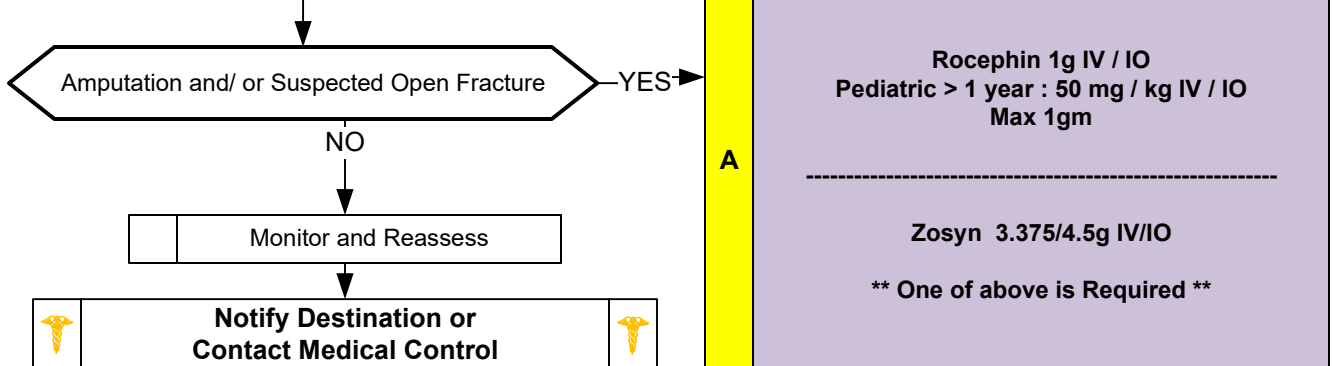 Amputation and/ or Suspected Open Fracture
YES
NO
Monitor and Reassess
Notify Destination or
Contact Medical Control
A
Rocephin 1g IV / IO
Pediatric > 1 year : 50 mg / kg IV / IO
Max 1gm
-----------------------------------------------------------
Zosyn 3.375/4.5g IV/IO
** One of above is Required **